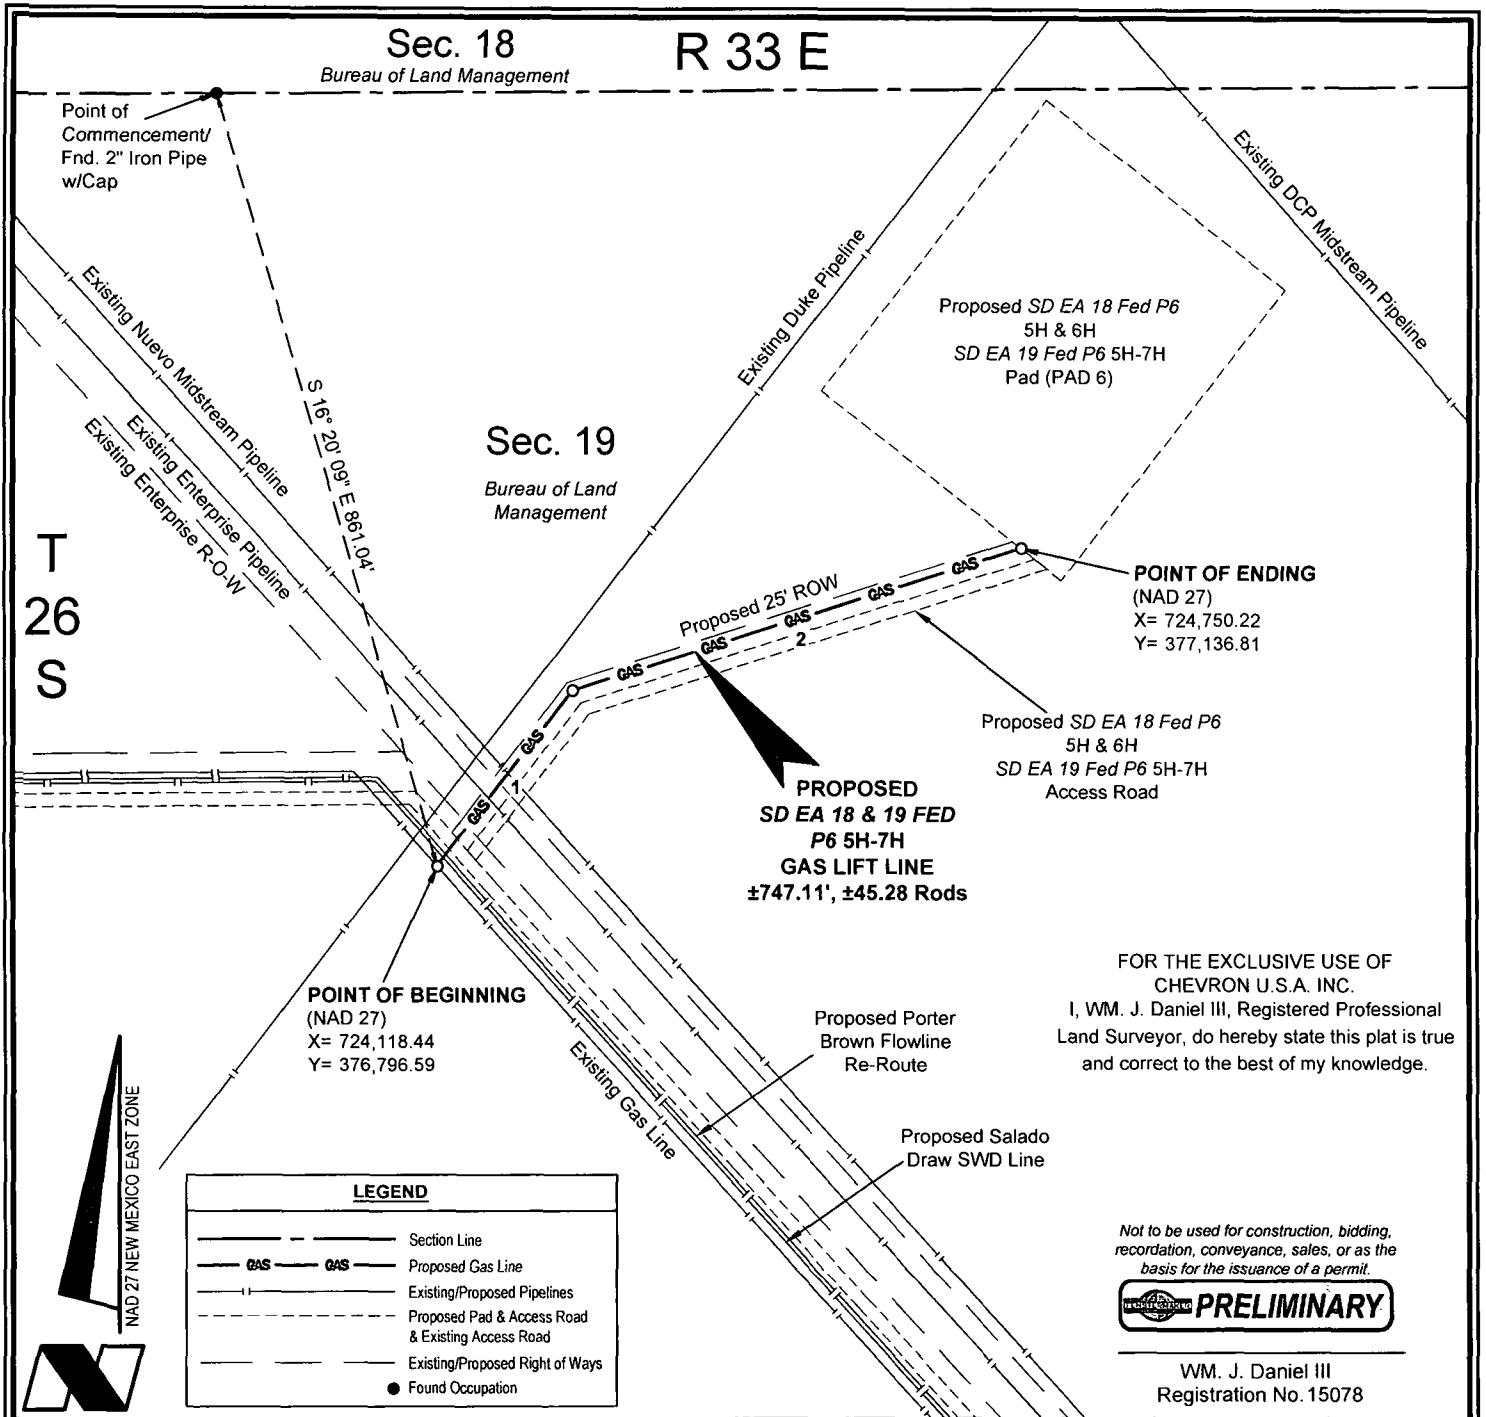 Sec. 18
Bureau of Land Management
R 33 E
Point of
Commencement/
Fnd. 2" Iron Pipe
w/Cap
Existing DCP Midstream Pipeline
Existing Duke Pipeline
Existing Nuevo Midstream Pipeline
Existing Enterprise Pipeline
Existing Enterprise R-O-W
S 16° 20' 09" E 861.04'
Proposed SD EA 18 Fed P6
5H & 6H
SD EA 19 Fed P6 5H-7H
Pad (PAD 6)
Sec. 19
Bureau of Land
Management
T
26
S
Proposed 25' ROW
GAS
GAS
GAS
GAS
GAS
2
GAS
1
GAS
POINT OF ENDING
(NAD 27)
X= 724,750.22
Y= 377,136.81
Proposed SD EA 18 Fed P6
5H & 6H
SD EA 19 Fed P6 5H-7H
Access Road
PROPOSED
SD EA 18 & 19 FED
P6 5H-7H
GAS LIFT LINE
±747.11', ±45.28 Rods
POINT OF BEGINNING
(NAD 27)
X= 724,118.44
Y= 376,796.59
FOR THE EXCLUSIVE USE OF
CHEVRON U.S.A. INC.
I, WM. J. Daniel III, Registered Professional
Land Surveyor, do hereby state this plat is true
and correct to the best of my knowledge.
Proposed Porter
Brown Flowline
Re-Route
Existing Gas Line
Proposed Salado
Draw SWD Line
NAD 27 NEW MEXICO EAST ZONE
LEGEND
Section Line
GAS GAS Proposed Gas Line
Existing/Proposed Pipelines
Proposed Pad & Access Road
& Existing Access Road
Existing/Proposed Right of Ways
Found Occupation
Not to be used for construction, bidding,
recordation, conveyance, sales, or as the
basis for the issuance of a permit.
PRELIMINARY
WM. J. Daniel III
Registration No. 15078